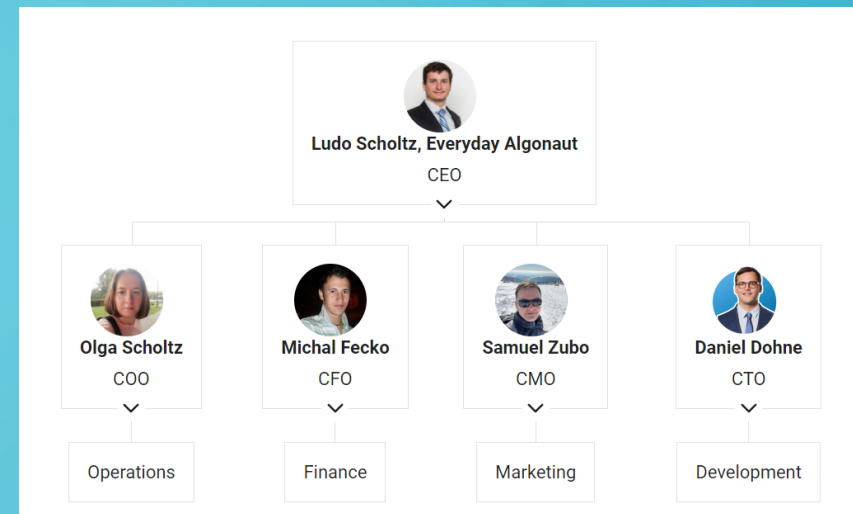 Ludo Scholtz, Everyday Algonaut
CEO
Olga Scholtz
COO
Michal Fecko
CFO
Samuel Zubo
CMO
Daniel Dohne
CTO
Operations
Finance
Marketing
Development